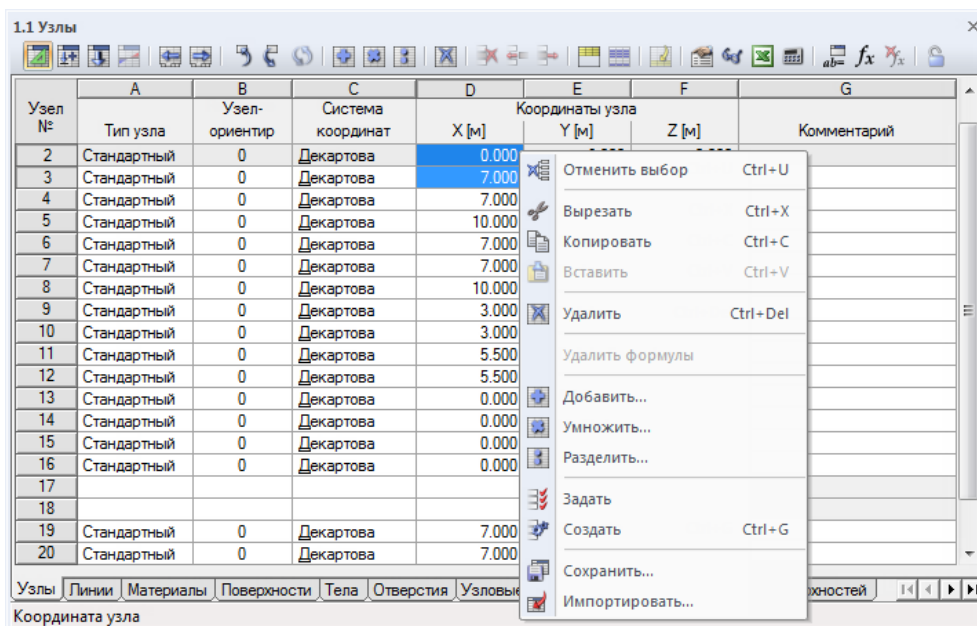 1.1 Узлы
A B C D E F G
Узел Узел- Система Координаты узла
№ Тип узла ориентир координат X [м] Y [м] Z [м] Комментарий
2 Стандартный 0 Декартова 0.000
3 Стандартный 0 Декартова 7.000
4 Стандартный 0 Декартова 7.000
5 Стандартный 0 Декартова 10.000
6 Стандартный 0 Декартова 7.000
7 Стандартный 0 Декартова 7.000
8 Стандартный 0 Декартова 10.000
9 Стандартный 0 Декартова 3.000
10 Стандартный 0 Декартова 3.000
11 Стандартный 0 Декартова 5.500
12 Стандартный 0 Декартова 5.500
13 Стандартный 0 Декартова 0.000
14 Стандартный 0 Декартова 0.000
15 Стандартный 0 Декартова 0.000
16 Стандартный 0 Декартова 0.000
17
18
19 Стандартный 0 Декартова 7.000
20 Стандартный 0 Декартова 7.000
Отменить выбор Ctrl+U
Вырезать Ctrl+X
Копировать Ctrl+C
Вставить Ctrl+V
Удалить Ctrl+Del
Удалить формулы
Добавить...
Умножить...
Разделить...
Задать
Создать Ctrl+G
Сохранить...
Импортировать...
Узлы Линии Материалы Поверхности Тела Отверстия
Координата узла